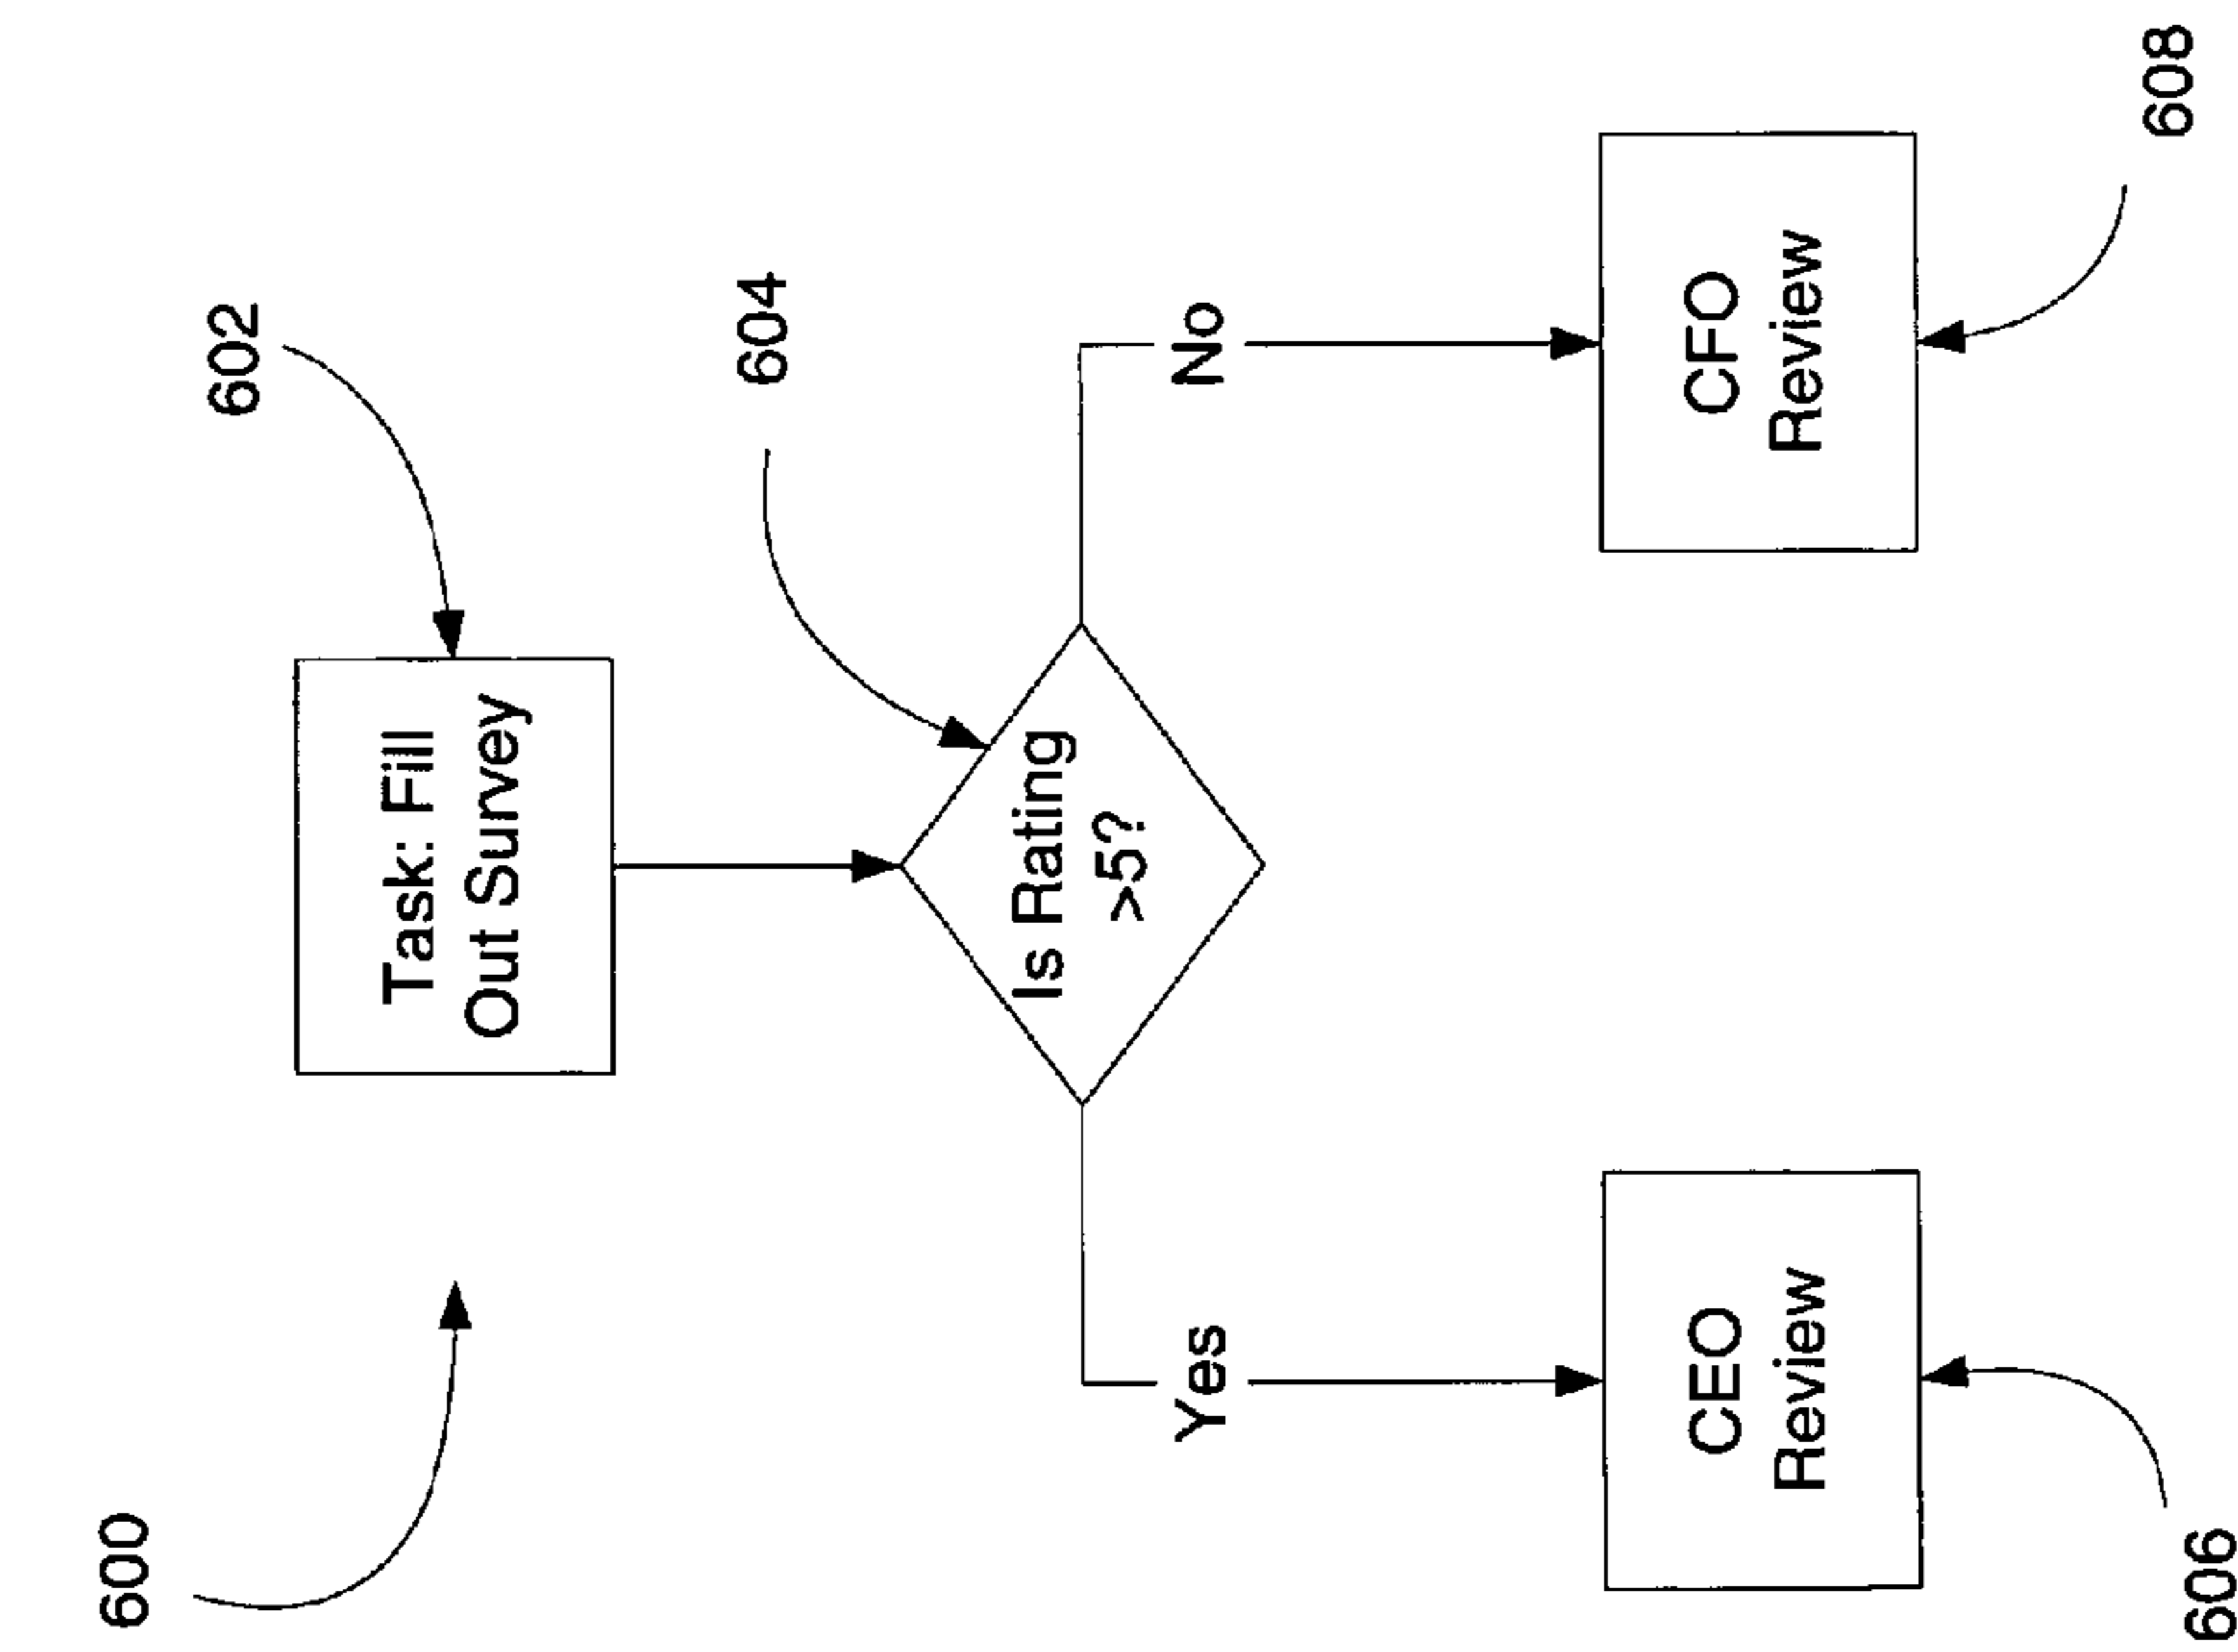 600
602
Task: Fill
Out Survey
604
Is Rating
>5?
Yes
No
CEO
Review
CFO
Review
606
608